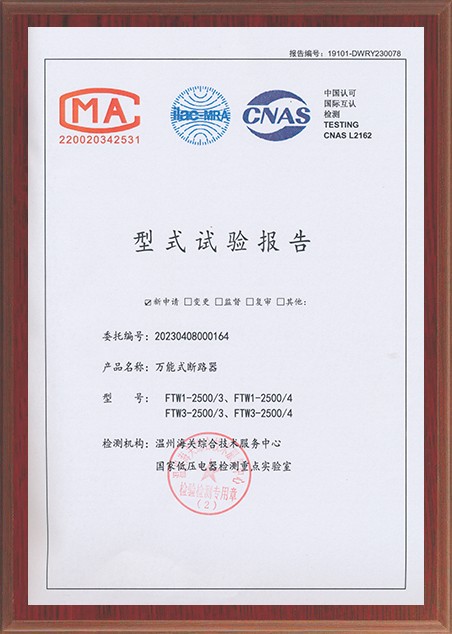 报告编号：19101-DWRY230078
MA
220020342531
ilac-MRA
CNAS
中国认可
国际互认
检测
TESTING
CNAS L2162
型式试验报告
☑新申请 □变更 □监督 □复审 □其他：
委托编号：20230408000164
产品名称：万能式断路器
型 号： FTW1-2500/3、FTW1-2500/4
FTW3-2500/3、FTW3-2500/4
检测机构：温州海关综合技术服务中心
国家低压电器检测重点实验室
检验检测专用章
（2）